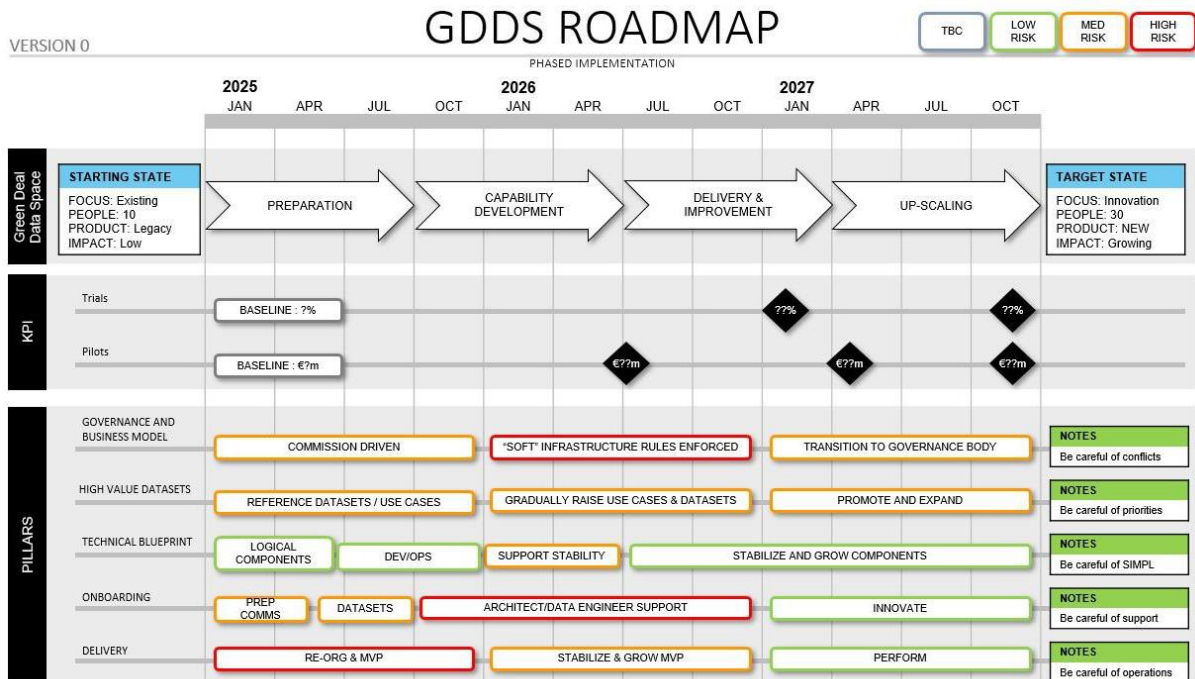 GDDS ROADMAP
VERSION 0
PHASED IMPLEMENTATION
TBC
LOW
RISK
MED
RISK
HIGH
RISK
2025
2026
2027
JAN APR JUL OCT JAN APR JUL OCT JAN APR JUL OCT
Green Deal
Data Space
STARTING STATE
FOCUS: Existing
PEOPLE: 10
PRODUCT: Legacy
IMPACT: Low
PREPARATION
CAPABILITY
DEVELOPMENT
DELIVERY &
IMPROVEMENT
UP-SCALING
TARGET STATE
FOCUS: Innovation
PEOPLE: 30
PRODUCT: NEW
IMPACT: Growing
KPI
Trials
BASELINE : ?%
??%
??%
Pilots
BASELINE : €?m
€??m
€??m
€??m
PILLARS
GOVERNANCE AND
BUSINESS MODEL
COMMISSION DRIVEN
"SOFT" INFRASTRUCTURE RULES ENFORCED
TRANSITION TO GOVERNANCE BODY
NOTES
Be careful of conflicts
HIGH VALUE DATASETS
REFERENCE DATASETS / USE CASES
GRADUALLY RAISE USE CASES & DATASETS
PROMOTE AND EXPAND
NOTES
Be careful of priorities
TECHNICAL BLUEPRINT
LOGICAL
COMPONENTS
DEV/OPS
SUPPORT STABILITY
STABILIZE AND GROW COMPONENTS
NOTES
Be careful of SIMPL
ONBOARDING
PREP
COMMS
DATASETS
ARCHITECT/DATA ENGINEER SUPPORT
INNOVATE
NOTES
Be careful of support
DELIVERY
RE-ORG & MVP
STABILIZE & GROW MVP
PERFORM
NOTES
Be careful of operations